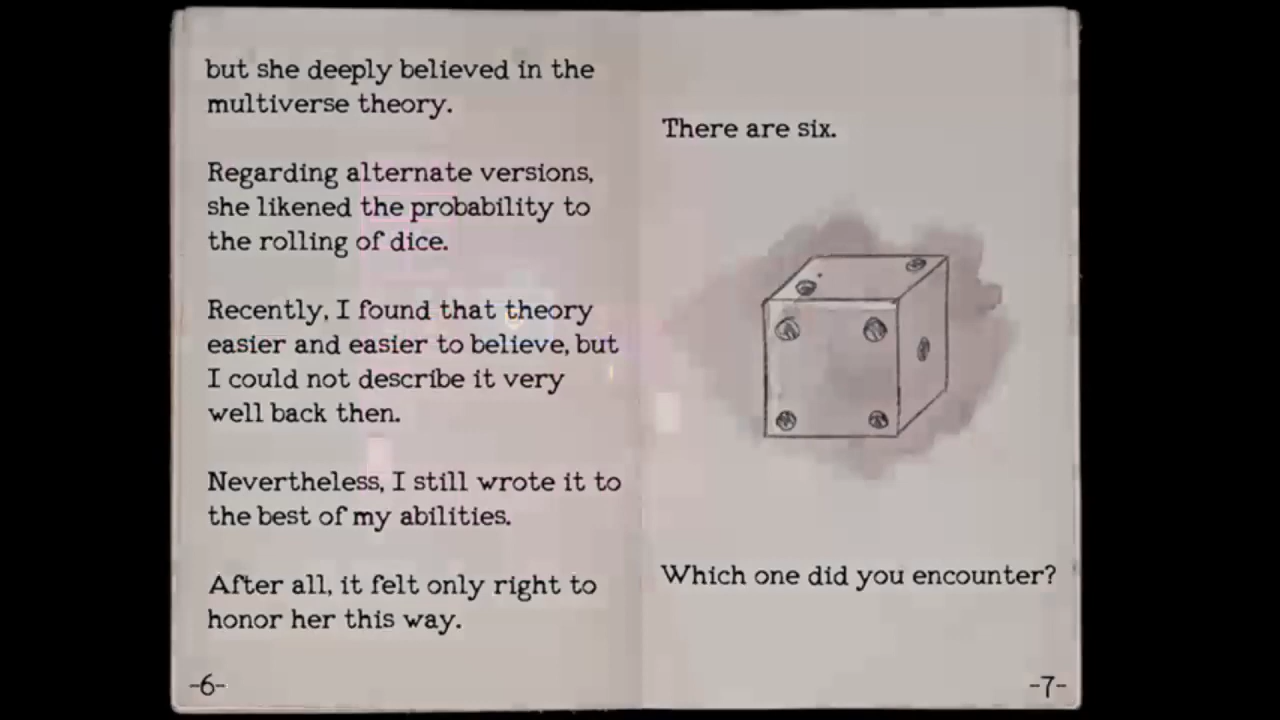 but she deeply believed in the
multiverse theory.
Regarding alternate versions,
she likened the probability to
the rolling of dice.
Recently, I found that theory
easier and easier to believe, but
I could not describe it very
well back then.
Nevertheless, I still wrote it to
the best of my abilities.
After all, it felt only right to
honor her this way.
-6-
There are six.
Which one did you encounter?
-7-